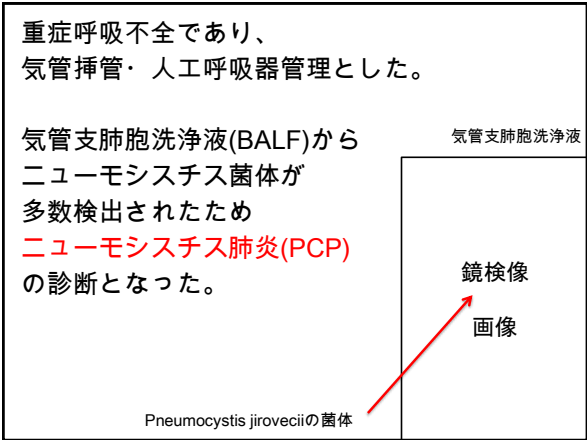 重症呼吸不全であり、
気管挿管・人工呼吸器管理とした。
気管支肺胞洗浄液(BALF)から
ニューモシスチス菌体が
多数検出されたため
ニューモシスチス肺炎(PCP)
の診断となった。
気管支肺胞洗浄液
鏡検像
画像
Pneumocystis jiroveciiの菌体